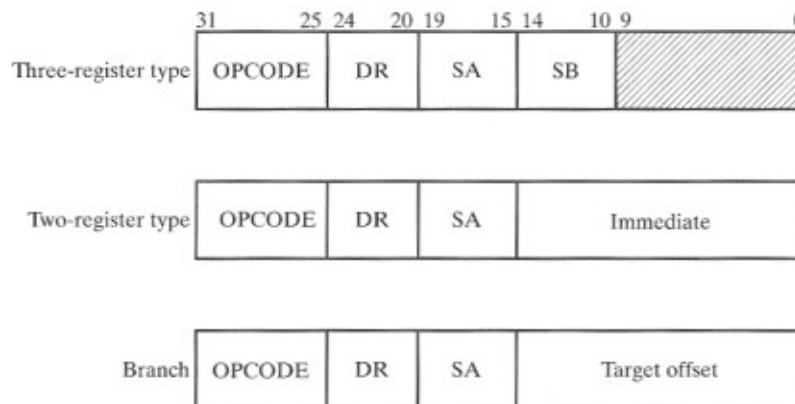 31 25 24 20 19 15 14 10 9
Three-register type OPCODE DR SA SB
Two-register type OPCODE DR SA Immediate
Branch OPCODE DR SA Target offset